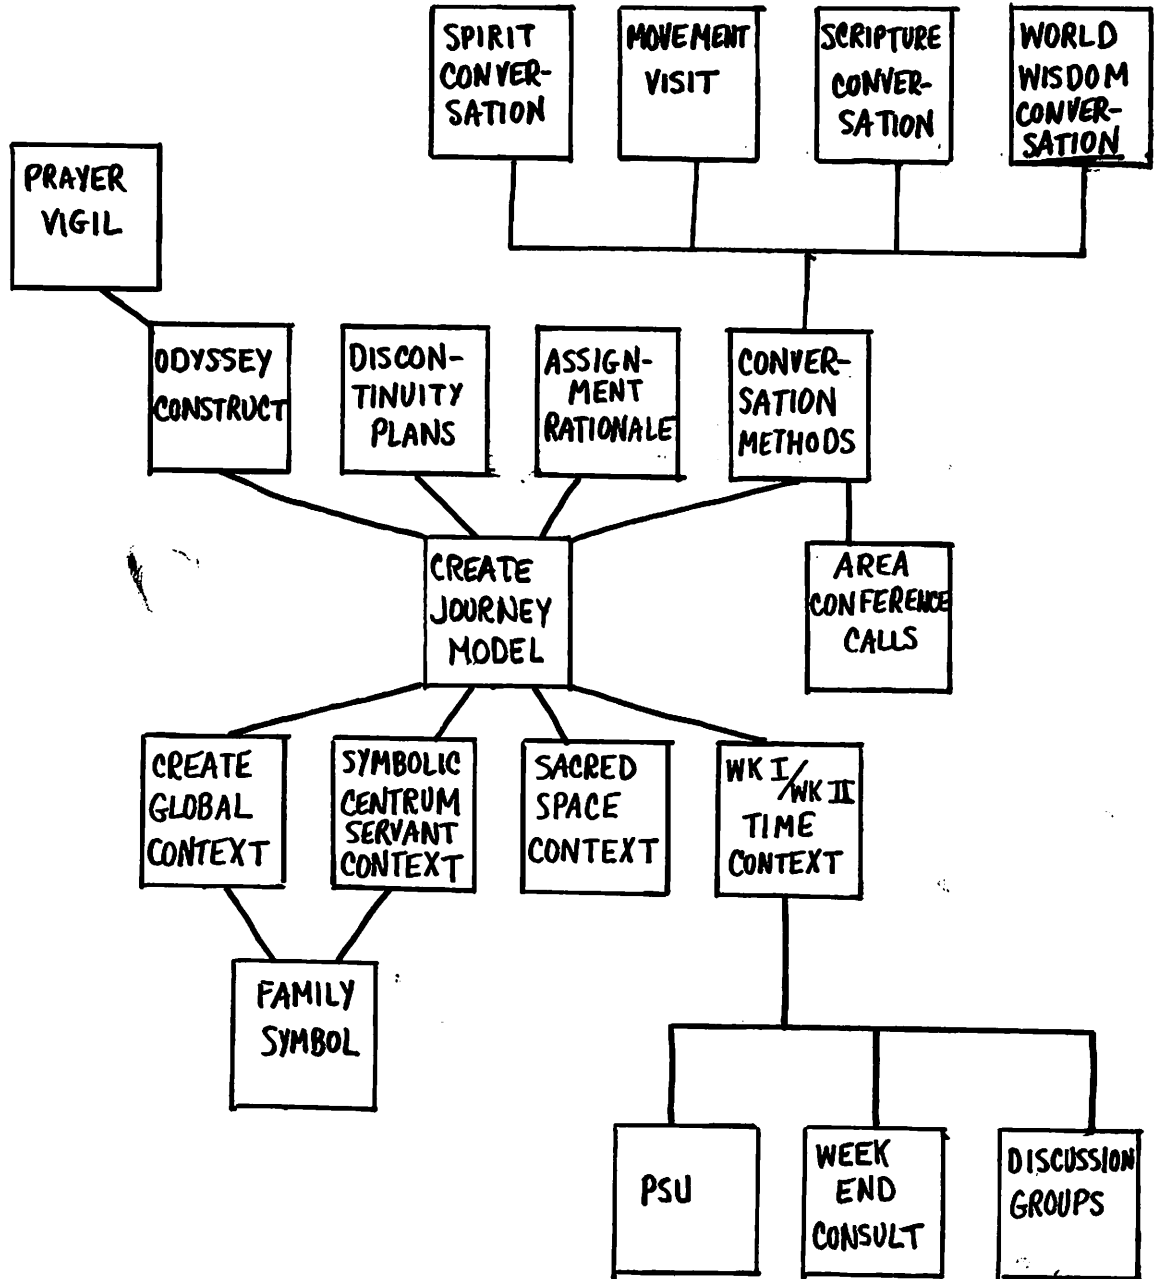 SPIRIT
CONVER-
SATION
MOVEMENT
VISIT
SCRIPTURE
CONVER-
SATION
WORLD
WISDOM
CONVER-
SATION
PRAYER
VIGIL
ODYSSEY
CONSTRUCT
DISCON-
TINUITY
PLANS
ASSIGN-
MENT
RATIONALE
CONVER-
SATION
METHODS
CREATE
JOURNEY
MODEL
AREA
CONFERENCE
CALLS
CREATE
GLOBAL
CONTEXT
SYMBOLIC
CENTRUM
SERVANT
CONTEXT
SACRED
SPACE
CONTEXT
WK I/WK II
TIME
CONTEXT
FAMILY
SYMBOL
PSU
WEEK
END
CONSULT
DISCUSSION
GROUPS